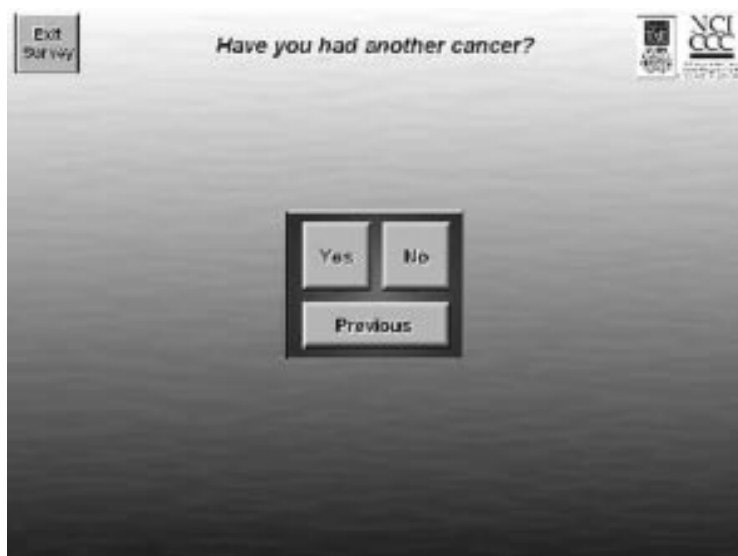 Exit
Survey
Have you had another cancer?
NCI
CCC
Yes
No
Previous